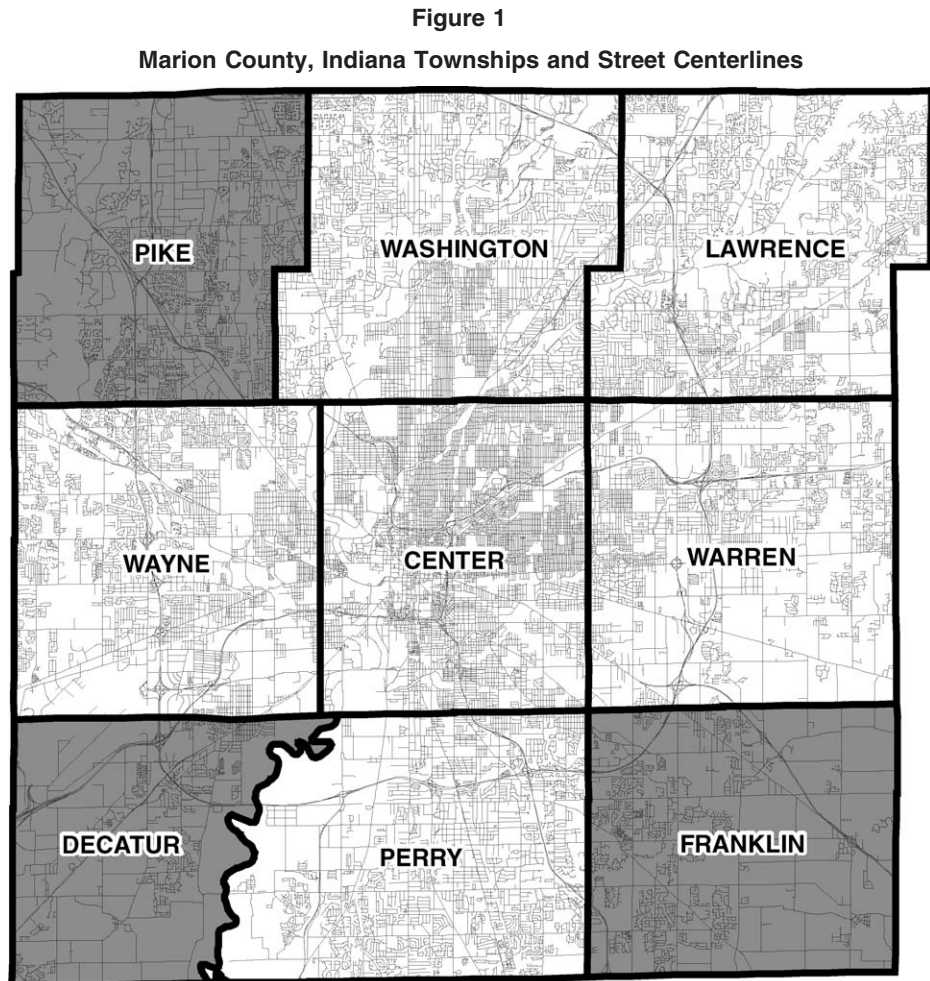 Figure 1
Marion County, Indiana Townships and Street Centerlines
PIKE
WASHINGTON
LAWRENCE
WAYNE
CENTER
WARREN
DECATUR
PERRY
FRANKLIN